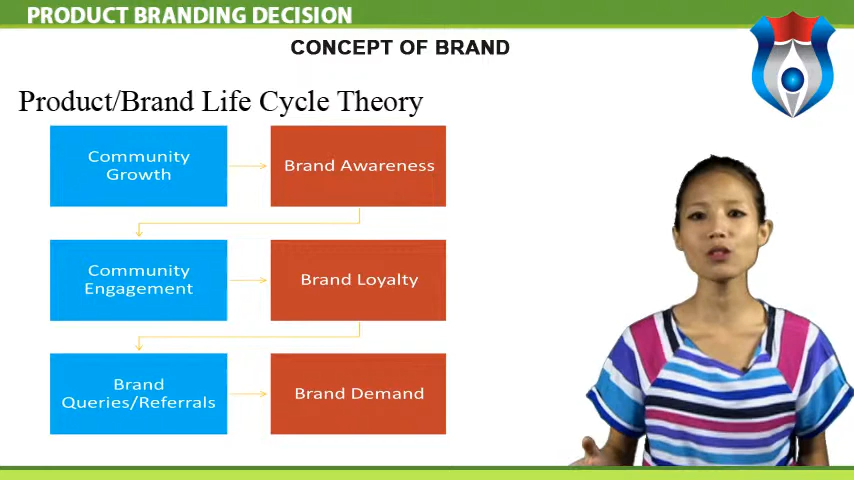 PRODUCT BRANDING DECISION
CONCEPT OF BRAND
Product/Brand Life Cycle Theory
Community
Growth
Brand Awareness
Community
Engagement
Brand Loyalty
Brand
Queries/Referrals
Brand Demand